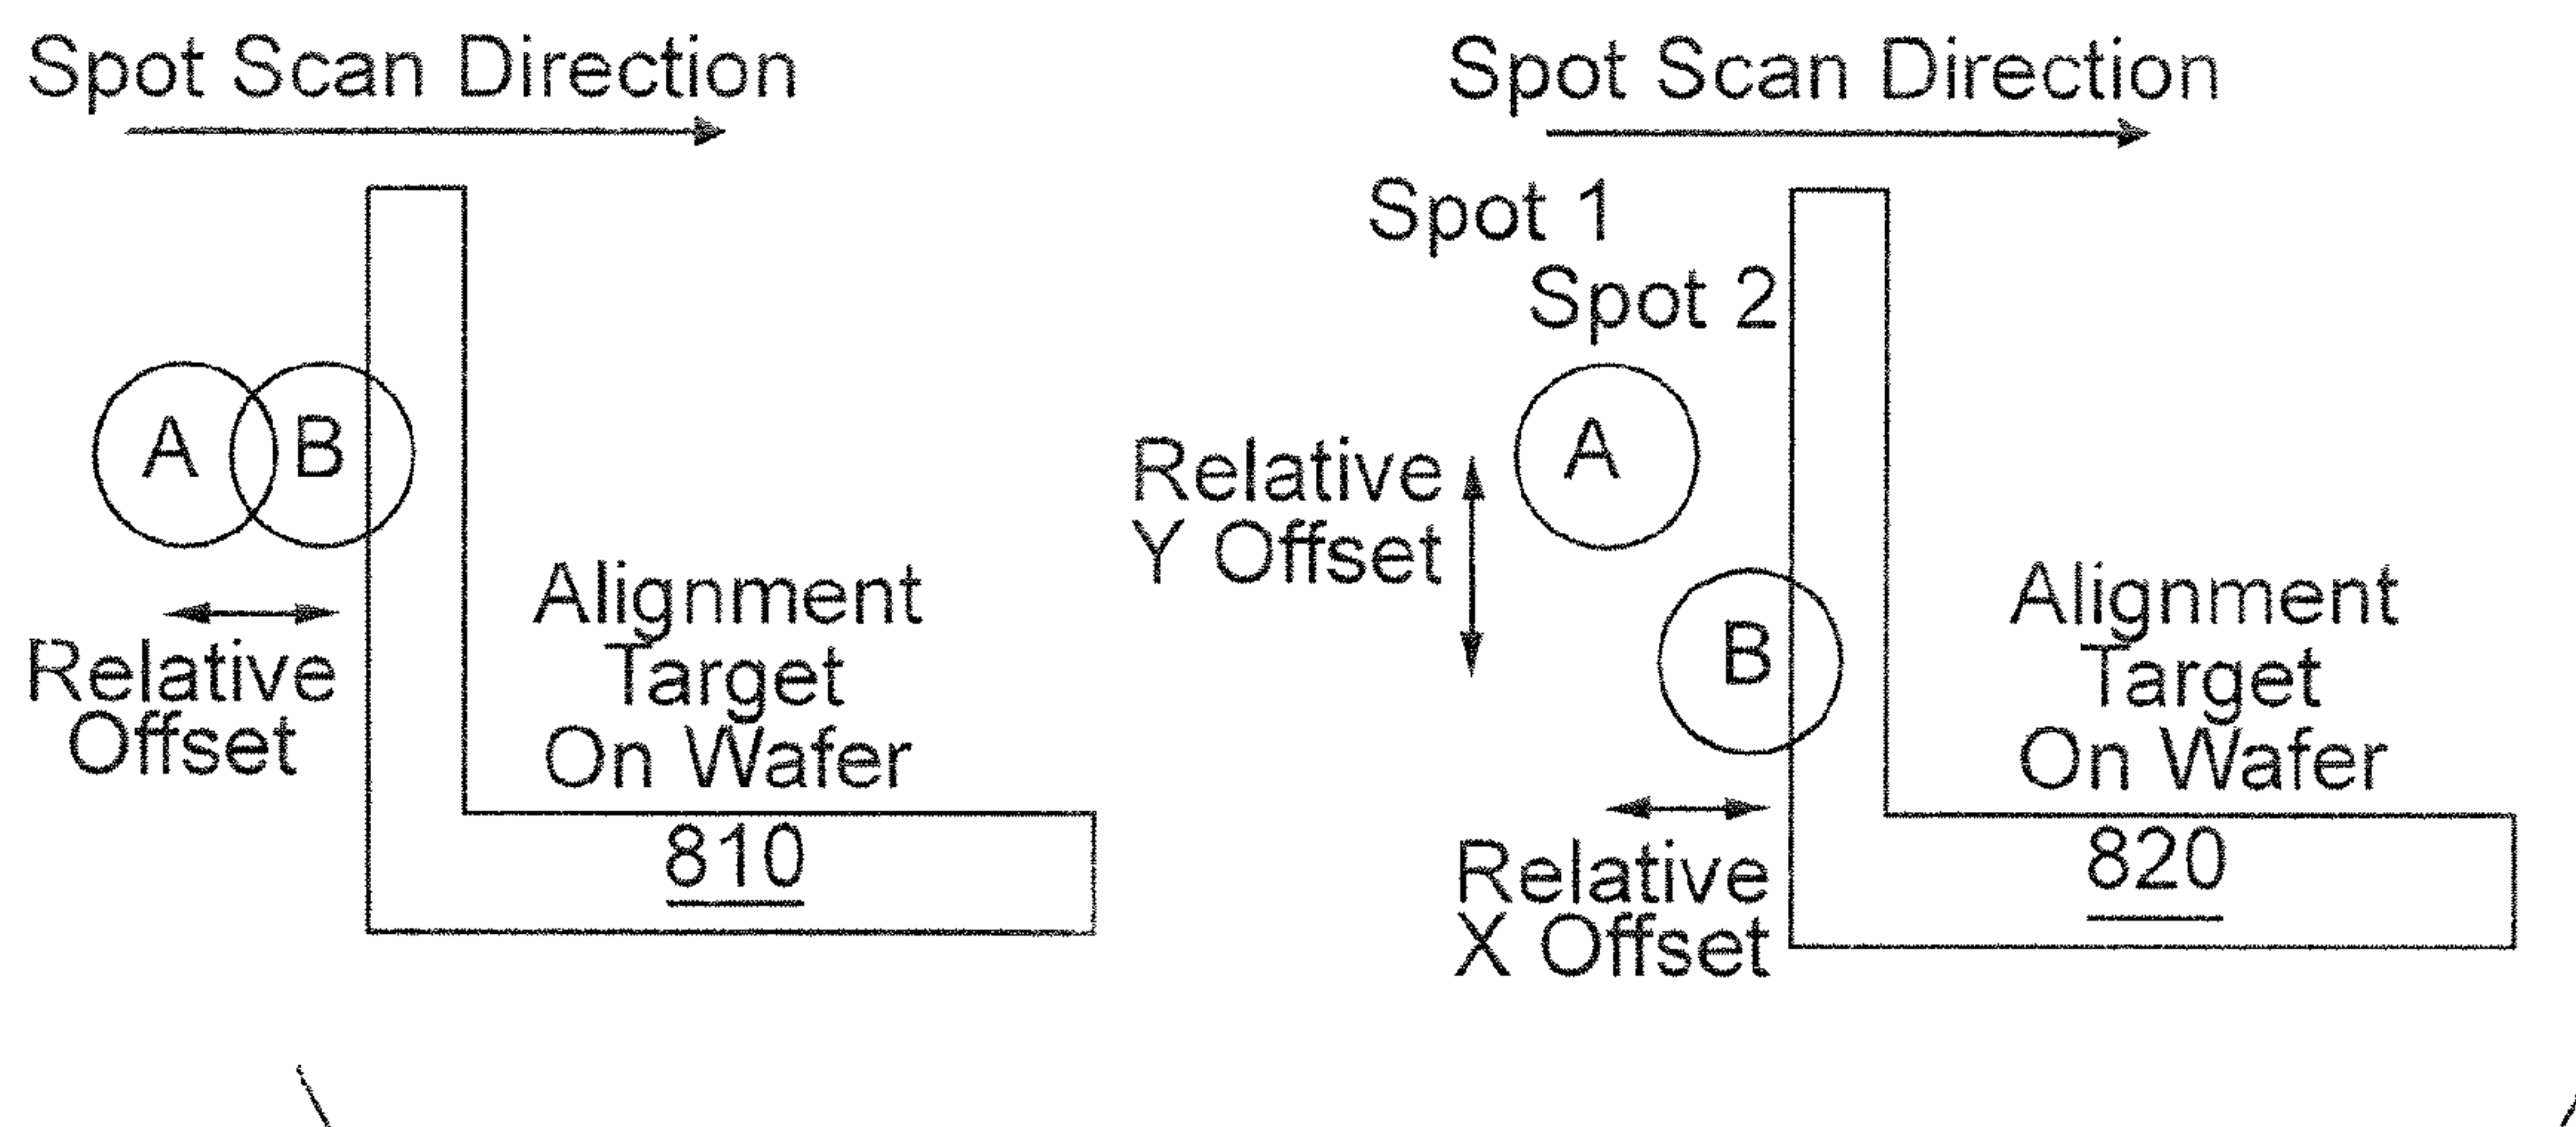 Spot Scan Direction
A
B
Relative
Offset
Alignment
Target
On Wafer
810
Spot Scan Direction
Spot 1
Spot 2
A
B
Relative
Y Offset
Relative
X Offset
Alignment
Target
On Wafer
820